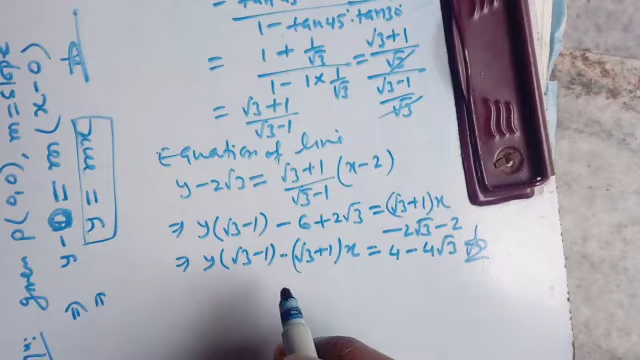 1 - tan45 . tan30
= (1 + 1/√3) / (1 - 1×1/√3) = ((√3+1)/√3) / ((√3-1)/√3)
= (√3+1)/(√3-1)
Equation of line
y-2√3 = (√3+1)/(√3-1) (x-2)
⇒ y(√3-1) - 6+2√3 = (√3+1)x
-2√3-2
⇒ y(√3-1) - (√3+1)x = 4-4√3
given P(0,0), m = slope
y - 0 = m(x-0)
⇒ y = mx